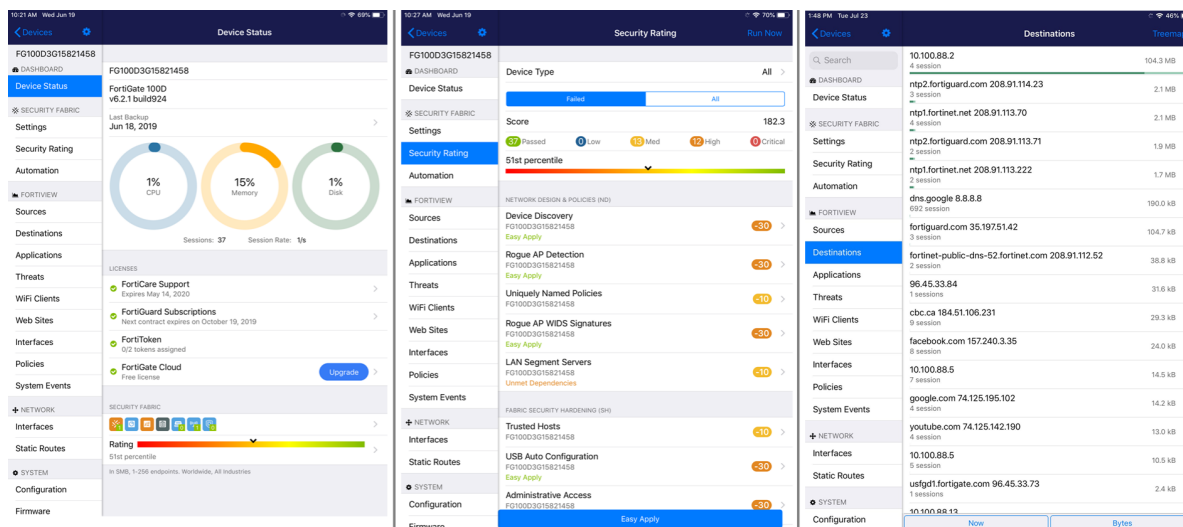 10:21 AM Wed Jun 19
69%
Devices
Device Status
FG100D3G15821458
DASHBOARD
Device Status
SECURITY FABRIC
Settings
Security Rating
Automation
FORTIVIEW
Sources
Destinations
Applications
Threats
WiFi Clients
Web Sites
Interfaces
Policies
System Events
NETWORK
Interfaces
Static Routes
SYSTEM
Configuration
Firmware
FG100D3G15821458
FortiGate 100D
v6.2.1 build924
Last Backup
Jun 18, 2019
1%
CPU
15%
Memory
1%
Disk
Sessions: 37 Session Rate: 1/s
LICENSES
FortiCare Support
Expires May 14, 2020
FortiGuard Subscriptions
Next contract expires on October 19, 2019
FortiToken
0/2 tokens assigned
FortiGate Cloud
Free license
Upgrade
SECURITY FABRIC
Rating
51st percentile
In SMB, 1-256 endpoints. Worldwide, All Industries
10:27 AM Wed Jun 19
70%
Devices
Security Rating
Run Now
FG100D3G15821458
DASHBOARD
Device Status
SECURITY FABRIC
Settings
Security Rating
Automation
FORTIVIEW
Sources
Destinations
Applications
Threats
WiFi Clients
Web Sites
Interfaces
Policies
System Events
NETWORK
Interfaces
Static Routes
SYSTEM
Configuration
Firmware
Device Type All
Failed All
Score 182.3
37 Passed 0 Low 13 Med 12 High 0 Critical
51st percentile
NETWORK DESIGN & POLICIES (ND)
Device Discovery
FG100D3G15821458
Easy Apply
-30
Rogue AP Detection
FG100D3G15821458
Easy Apply
-30
Uniquely Named Policies
FG100D3G15821458
-10
Rogue AP WIDS Signatures
FG100D3G15821458
Easy Apply
-30
LAN Segment Servers
FG100D3G15821458
Unmet Dependencies
-10
FABRIC SECURITY HARDENING (SH)
Trusted Hosts
FG100D3G15821458
-10
USB Auto Configuration
FG100D3G15821458
Easy Apply
-30
Administrative Access
FG100D3G15821458
-30
Easy Apply
1:48 PM Tue Jul 23
46%
Devices
Destinations
Treema
Search
DASHBOARD
Device Status
SECURITY FABRIC
Settings
Security Rating
Automation
FORTIVIEW
Sources
Destinations
Applications
Threats
WiFi Clients
Web Sites
Interfaces
Policies
System Events
NETWORK
Interfaces
Static Routes
SYSTEM
Configuration
10.100.88.2
4 session
104.3 MB
ntp2.fortiguard.com 208.91.114.23
3 session
2.1 MB
ntp1.fortinet.net 208.91.113.70
4 session
2.1 MB
ntp2.fortiguard.com 208.91.113.71
2 session
1.9 MB
ntp1.fortinet.net 208.91.113.222
2 session
1.7 MB
dns.google 8.8.8.8
692 session
190.0 kB
fortiguard.com 35.197.51.42
3 session
104.7 kB
fortinet-public-dns-52.fortinet.com 208.91.112.52
2 session
38.8 kB
96.45.33.84
1 sessions
31.6 kB
cbc.ca 184.51.106.231
9 session
29.3 kB
facebook.com 157.240.3.35
8 session
24.0 kB
10.100.88.5
7 session
14.5 kB
google.com 74.125.195.102
4 session
14.2 kB
youtube.com 74.125.142.190
4 session
13.0 kB
10.100.88.5
5 session
10.5 kB
usfgd1.fortigate.com 96.45.33.73
1 sessions
2.4 kB
10.100.88.13
Now
Bytes